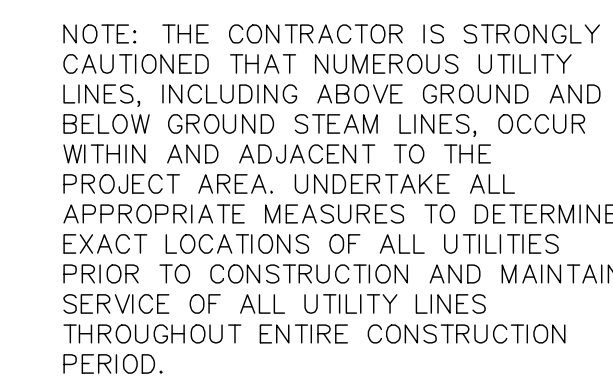 NOTE: THE CONTRACTOR IS STRONGLY
CAUTIONED THAT NUMEROUS UTILITY
LINES, INCLUDING ABOVE GROUND AND
BELOW GROUND STEAM LINES, OCCUR
WITHIN AND ADJACENT TO THE
PROJECT AREA. UNDERTAKE ALL
APPROPRIATE MEASURES TO DETERMINE
EXACT LOCATIONS OF ALL UTILITIES
PRIOR TO CONSTRUCTION AND MAINTAIN
SERVICE OF ALL UTILITY LINES
THROUGHOUT ENTIRE CONSTRUCTION
PERIOD.